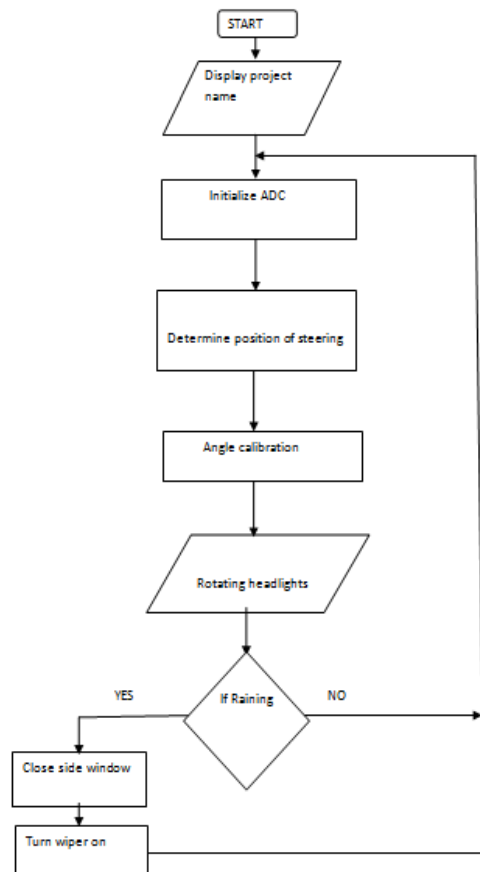 START
Display project
name
Initialize ADC
Determine position of steering
Angle calibration
Rotating headlights
If Raining
YES
NO
Close side window
Turn wiper on